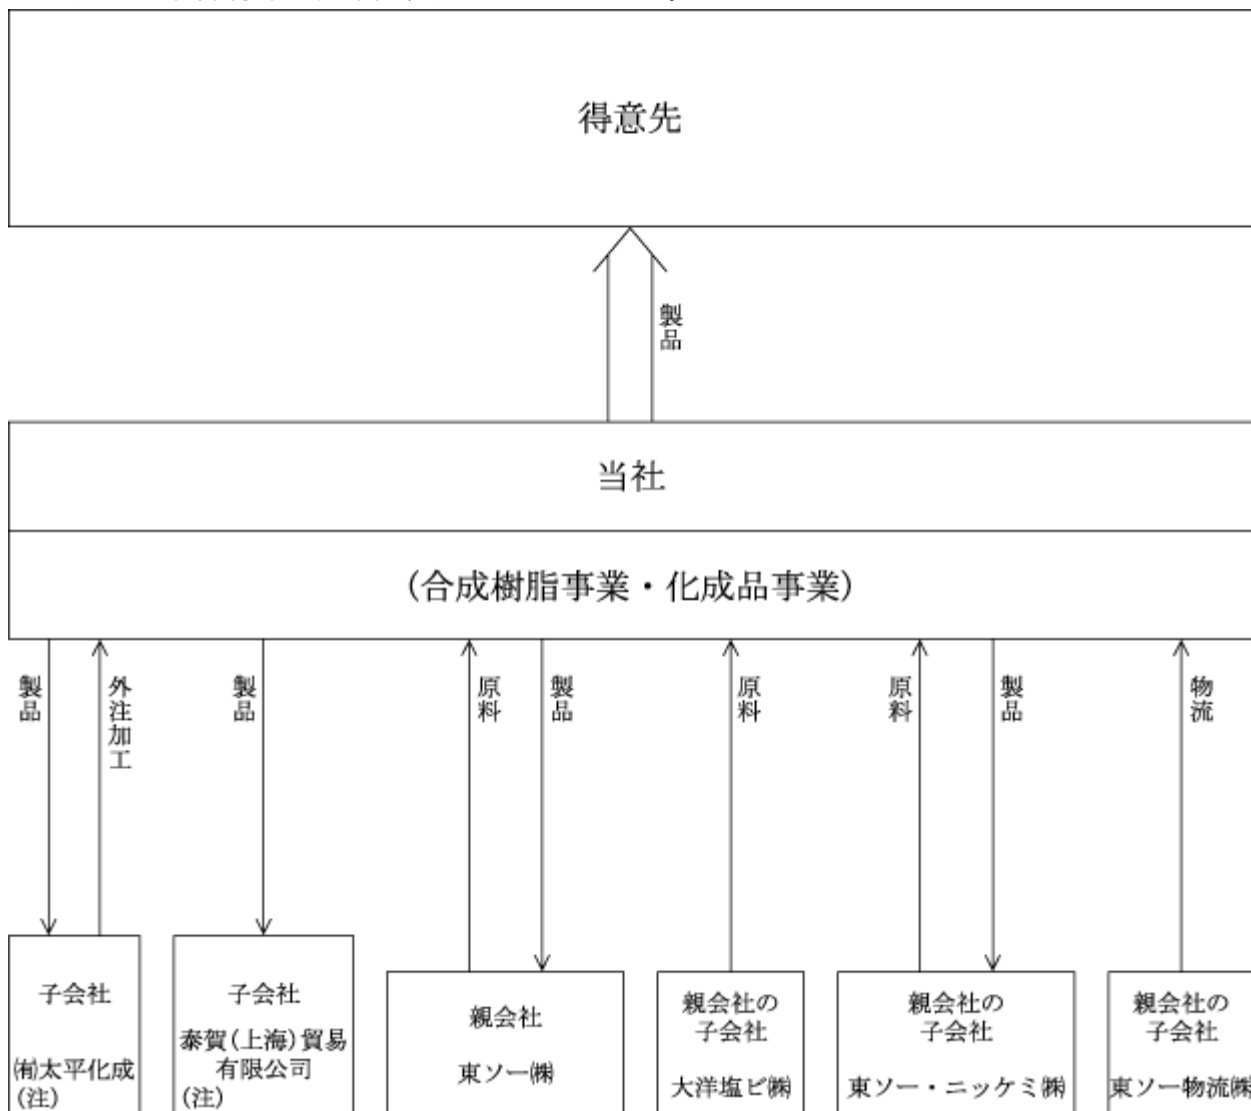 得意先
製品
当社
(合成樹脂事業・化成品事業)
製品
外注加工
製品
原料
製品
原料
原料
製品
物流
子会社
㈲太平化成
(注)
子会社
泰賀(上海)貿易
有限公司
(注)
親会社
東ソー㈱
親会社の
子会社
大洋塩ビ㈱
親会社の
子会社
東ソー・ニッケミ㈱
親会社の
子会社
東ソー物流㈱